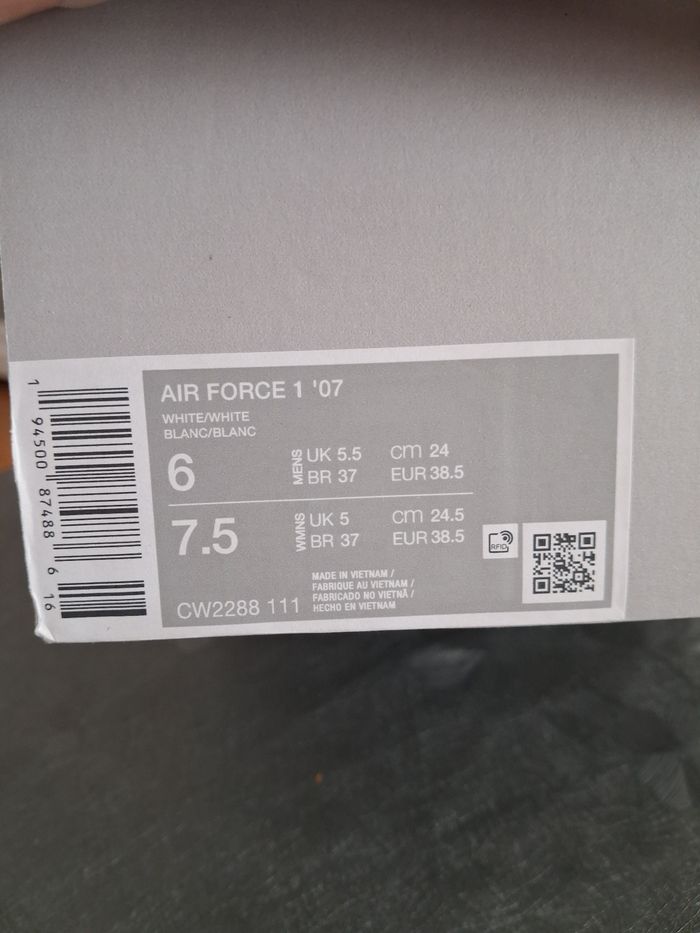 AIR FORCE 1 '07
WHITE/WHITE
BLANC/BLANC
6 MENS UK 5.5 cm 24
BR 37 EUR 38.5
7.5 WMNS UK 5 cm 24.5
BR 37 EUR 38.5
RFID
MADE IN VIETNAM /
FABRIQUE AU VIETNAM /
FABRICADO NO VIETNÃ /
HECHO EN VIETNAM
CW2288 111
1 94500 87488 6 16